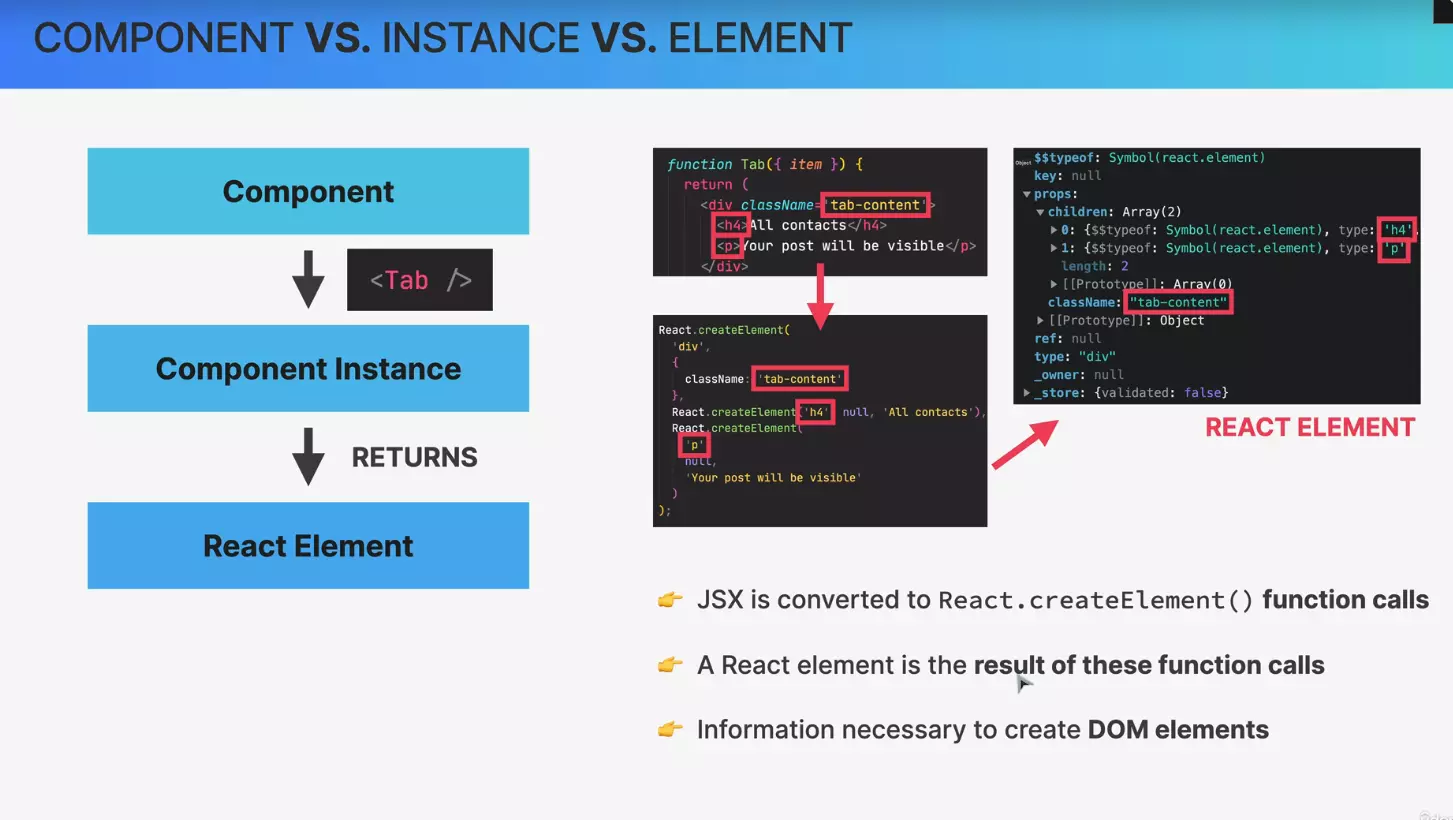 COMPONENT VS. INSTANCE VS. ELEMENT
Component
<Tab />
Component Instance
RETURNS
React Element
function Tab({ item }) {
return (
<div className='tab-content'>
<h4>All contacts</h4>
<p>Your post will be visible</p>
</div>
React.createElement(
'div',
{
className: 'tab-content'
},
React.createElement('h4', null, 'All contacts'),
React.createElement(
'p'
null,
'Your post will be visible'
)
);
Object
$$typeof: Symbol(react.element)
key: null
▼props:
▼children: Array(2)
▶0: {$$typeof: Symbol(react.element), type: 'h4',
▶1: {$$typeof: Symbol(react.element), type: 'p'
length: 2
▶[[Prototype]]: Array(0)
className: "tab-content"
▶[[Prototype]]: Object
ref: null
type: "div"
_owner: null
▶_store: {validated: false}
REACT ELEMENT
👉 JSX is converted to React.createElement() function calls
👉 A React element is the result of these function calls
👉 Information necessary to create DOM elements